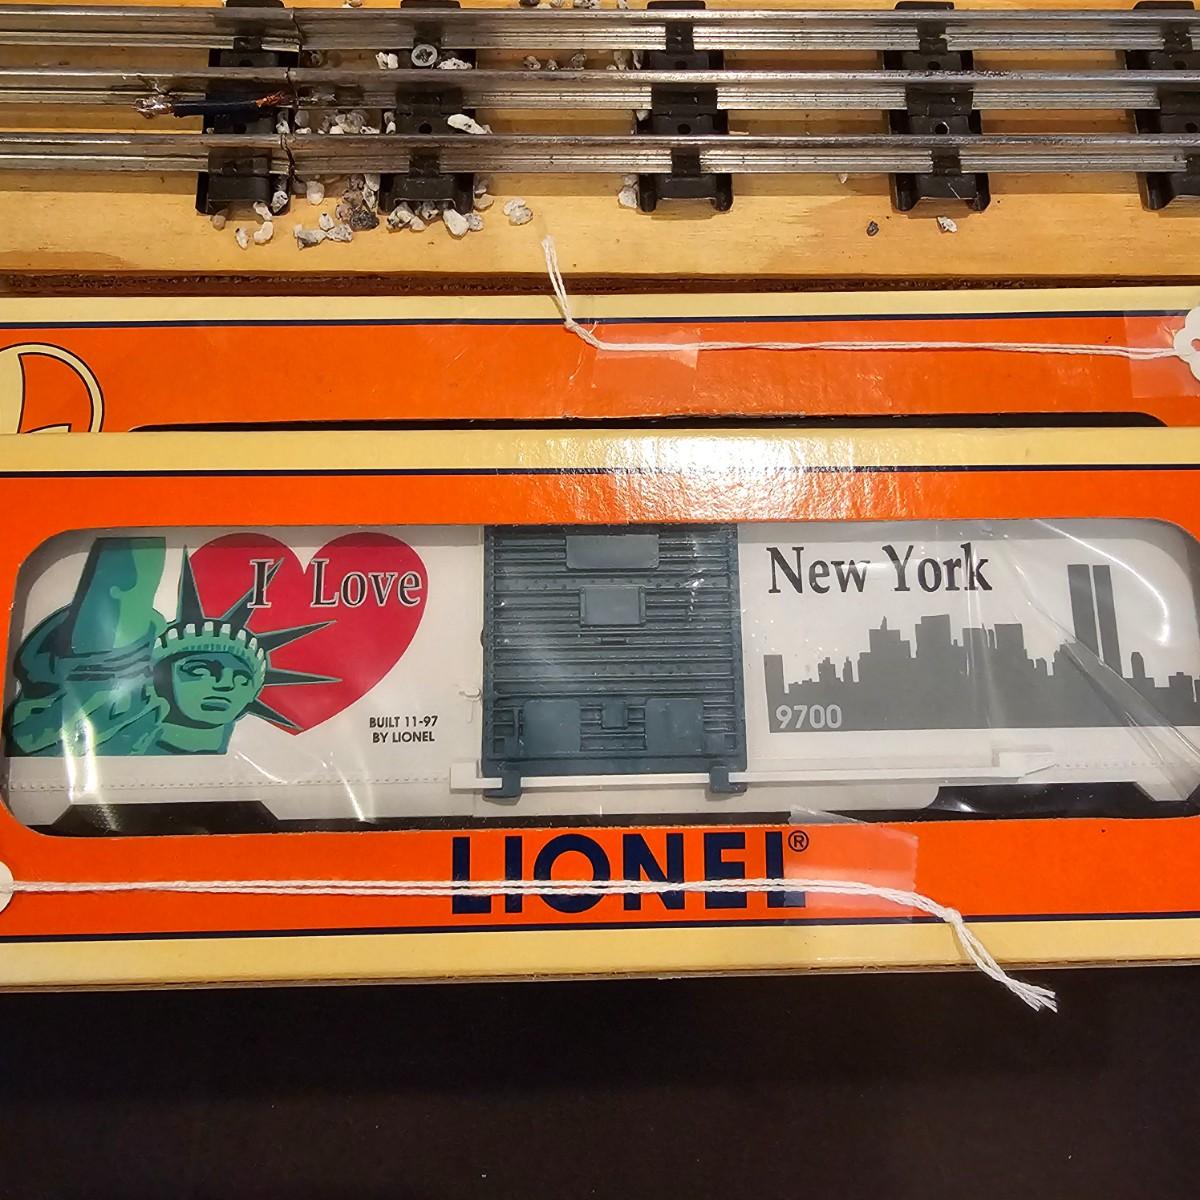 I Love
BUILT 11-97
BY LIONEL
New York
9700
LIONEL®